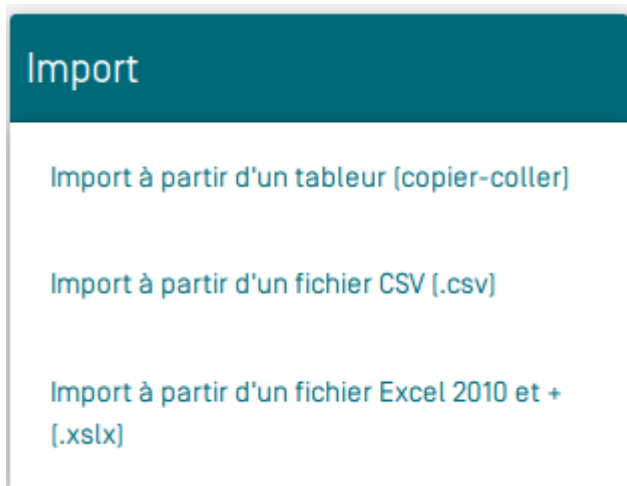 Import
Import à partir d'un tableur (copier-coller)
Import à partir d'un fichier CSV (.csv)
Import à partir d'un fichier Excel 2010 et +
(.xslx)